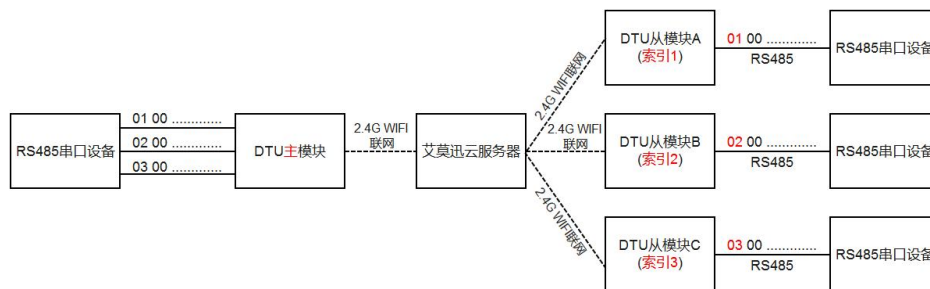 RS485串口设备
01 00 .............
02 00 .............
03 00 .............
DTU主模块
2.4G WIFI
联网
艾莫迅云服务器
2.4G WIFI联网
2.4G WIFI
联网
2.4G WIFI联网
DTU从模块A
(索引1)
01 00 .............
RS485
RS485串口设备
DTU从模块B
(索引2)
02 00 .............
RS485
RS485串口设备
DTU从模块C
(索引3)
03 00 .............
RS485
RS485串口设备